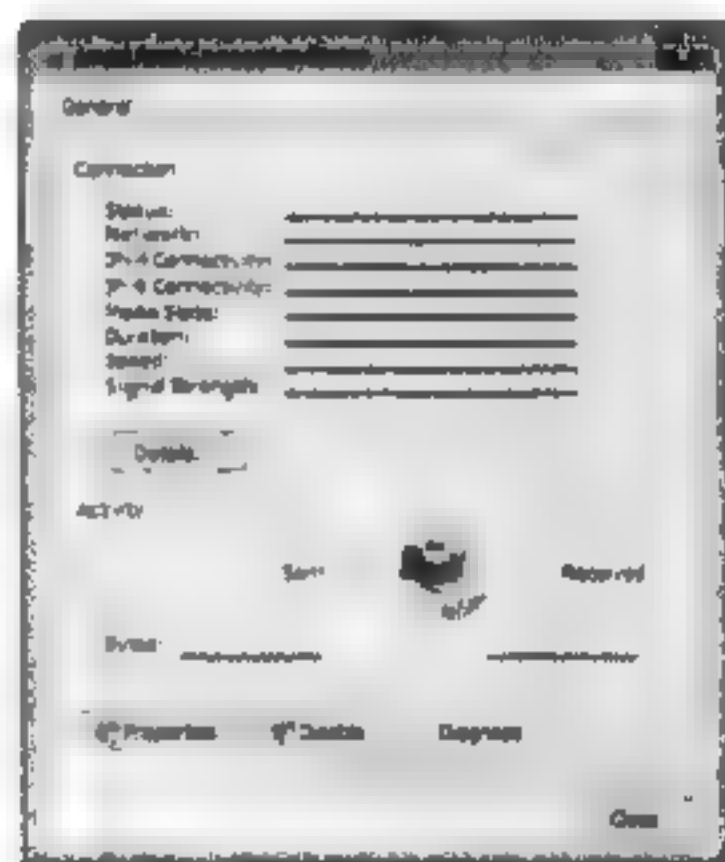 General
Connection
Status:
Network:
IPv4 Connectivity:
IPv6 Connectivity:
Media State:
Duration:
Speed:
Signal Strength:
Details
Activity
Sent
Received
Bytes:
Properties Disable Diagnose
Close